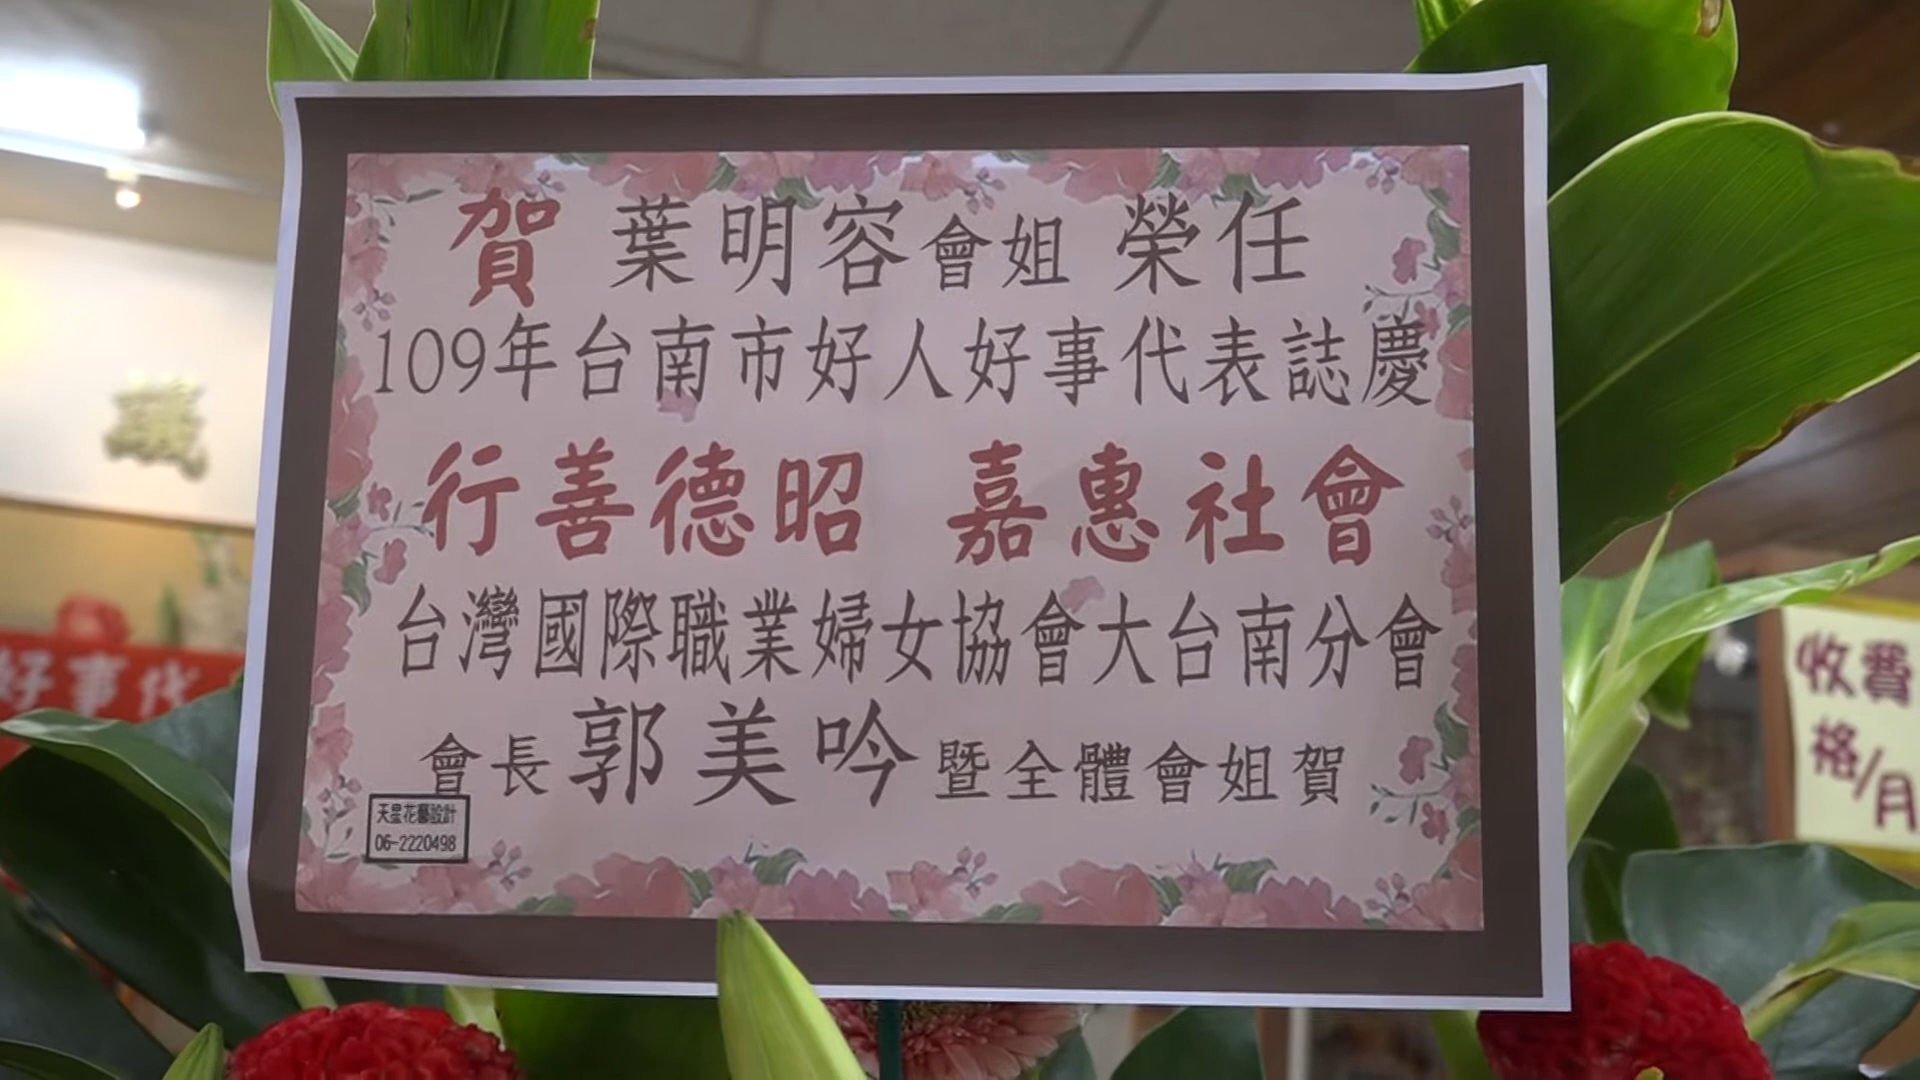 賀 葉明容會姐 榮任
109年台南市好人好事代表誌慶
行善德昭 嘉惠社會
台灣國際職業婦女協會大台南分會
會長郭美吟暨全體會姐賀
天星花藝設計
06-2220498
好事代
收費
格/月